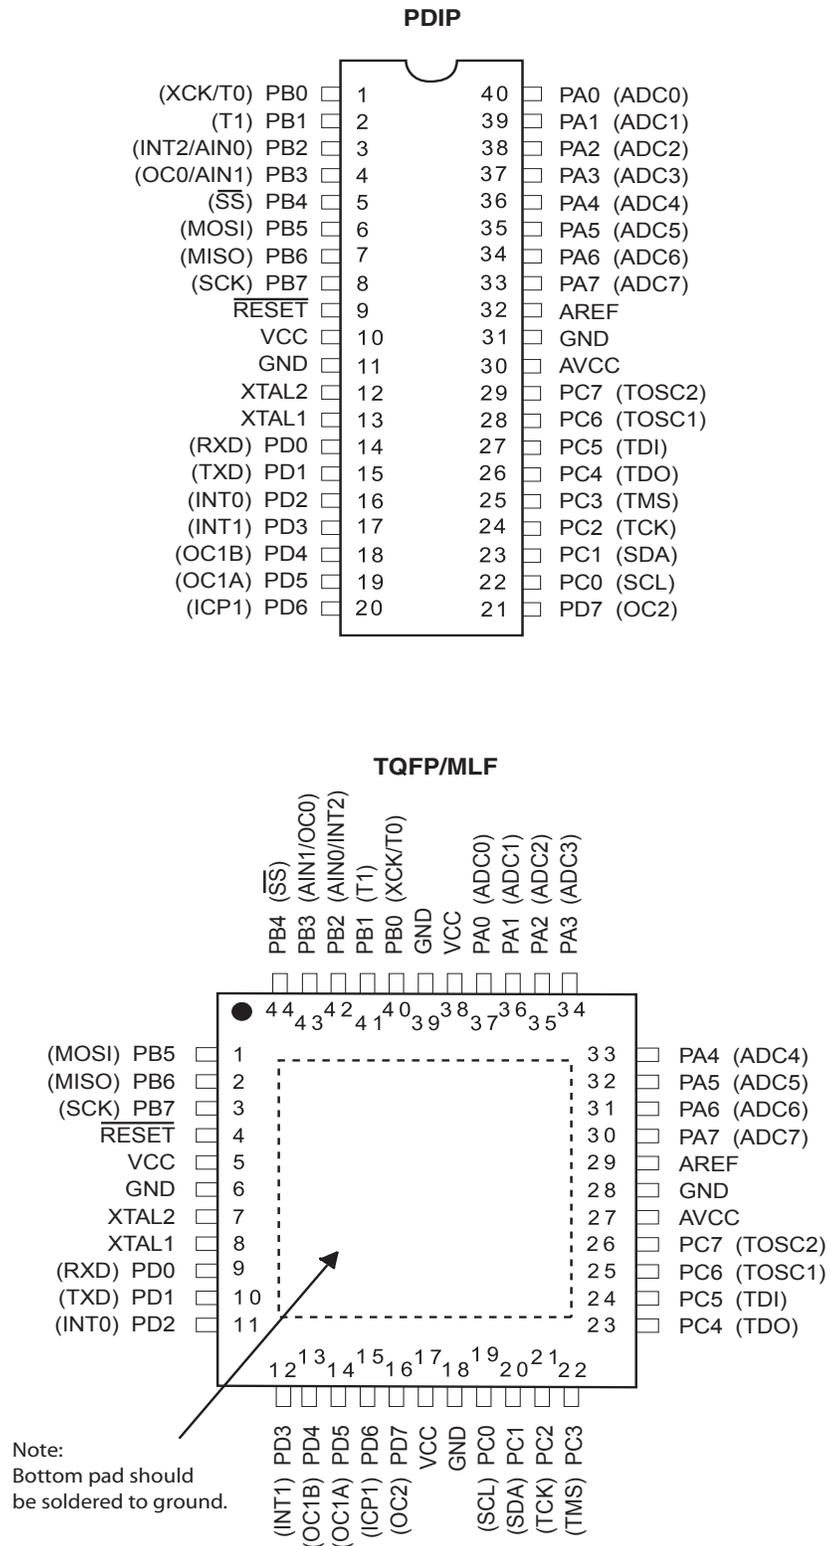 PDIP
(XCK/T0) PB0 1 40 PA0 (ADC0)
(T1) PB1 2 39 PA1 (ADC1)
(INT2/AIN0) PB2 3 38 PA2 (ADC2)
(OC0/AIN1) PB3 4 37 PA3 (ADC3)
(S̅S̅) PB4 5 36 PA4 (ADC4)
(MOSI) PB5 6 35 PA5 (ADC5)
(MISO) PB6 7 34 PA6 (ADC6)
(SCK) PB7 8 33 PA7 (ADC7)
R̅E̅S̅E̅T̅ 9 32 AREF
VCC 10 31 GND
GND 11 30 AVCC
XTAL2 12 29 PC7 (TOSC2)
XTAL1 13 28 PC6 (TOSC1)
(RXD) PD0 14 27 PC5 (TDI)
(TXD) PD1 15 26 PC4 (TDO)
(INT0) PD2 16 25 PC3 (TMS)
(INT1) PD3 17 24 PC2 (TCK)
(OC1B) PD4 18 23 PC1 (SDA)
(OC1A) PD5 19 22 PC0 (SCL)
(ICP1) PD6 20 21 PD7 (OC2)
TQFP/MLF
PB4 (S̅S̅)
PB3 (AIN1/OC0)
PB2 (AIN0/INT2)
PB1 (T1)
PB0 (XCK/T0)
GND
VCC
PA0 (ADC0)
PA1 (ADC1)
PA2 (ADC2)
PA3 (ADC3)
44 43 42 41 40 39 38 37 36 35 34
(MOSI) PB5 1 33 PA4 (ADC4)
(MISO) PB6 2 32 PA5 (ADC5)
(SCK) PB7 3 31 PA6 (ADC6)
R̅E̅S̅E̅T̅ 4 30 PA7 (ADC7)
VCC 5 29 AREF
GND 6 28 GND
XTAL2 7 27 AVCC
XTAL1 8 26 PC7 (TOSC2)
(RXD) PD0 9 25 PC6 (TOSC1)
(TXD) PD1 10 24 PC5 (TDI)
(INT0) PD2 11 23 PC4 (TDO)
12 13 14 15 16 17 18 19 20 21 22
(INT1) PD3
(OC1B) PD4
(OC1A) PD5
(ICP1) PD6
(OC2) PD7
VCC
GND
(SCL) PC0
(SDA) PC1
(TCK) PC2
(TMS) PC3
Note:
Bottom pad should
be soldered to ground.